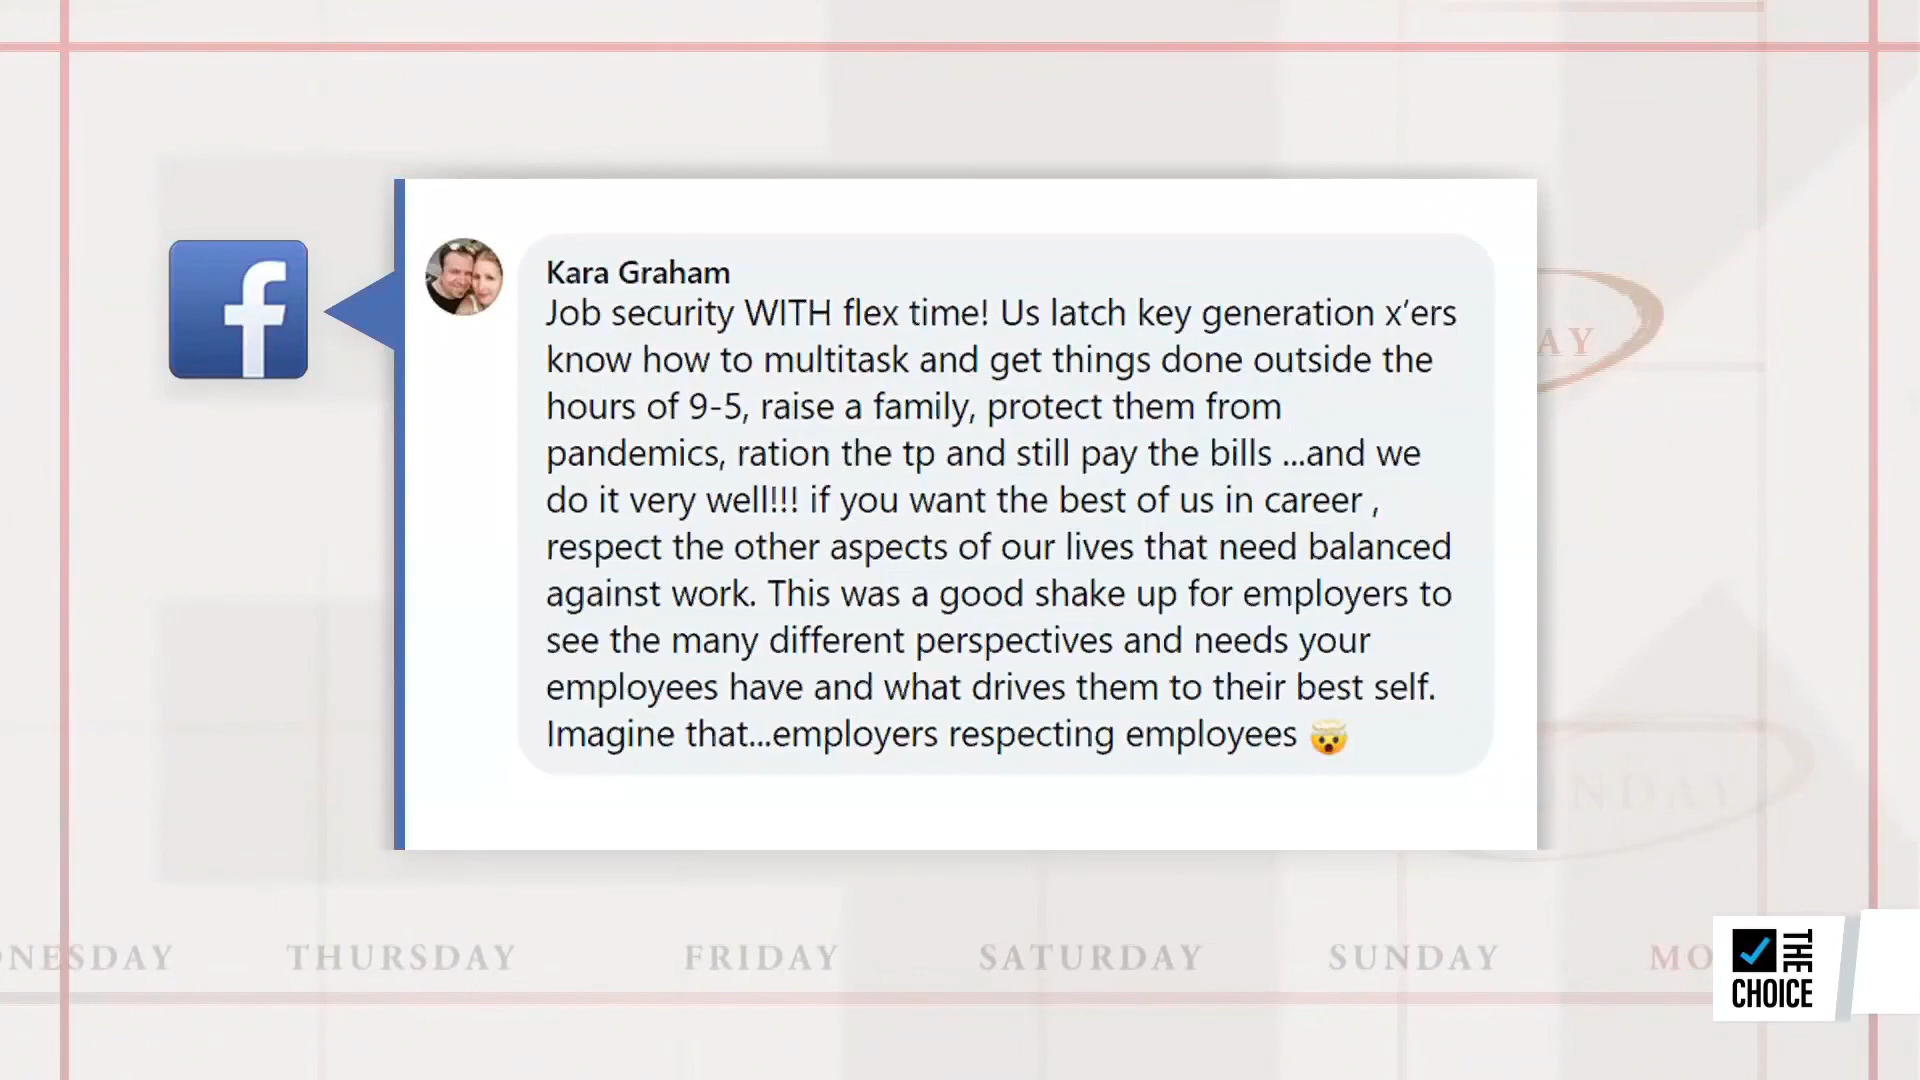 f
Kara Graham
Job security WITH flex time! Us latch key generation x’ers
know how to multitask and get things done outside the
hours of 9-5, raise a family, protect them from
pandemics, ration the tp and still pay the bills ...and we
do it very well!!! if you want the best of us in career ,
respect the other aspects of our lives that need balanced
against work. This was a good shake up for employers to
see the many different perspectives and needs your
employees have and what drives them to their best self.
Imagine that...employers respecting employees 🤯
AY
NDAY
NESDAY THURSDAY FRIDAY SATURDAY SUNDAY MO
THE
CHOICE